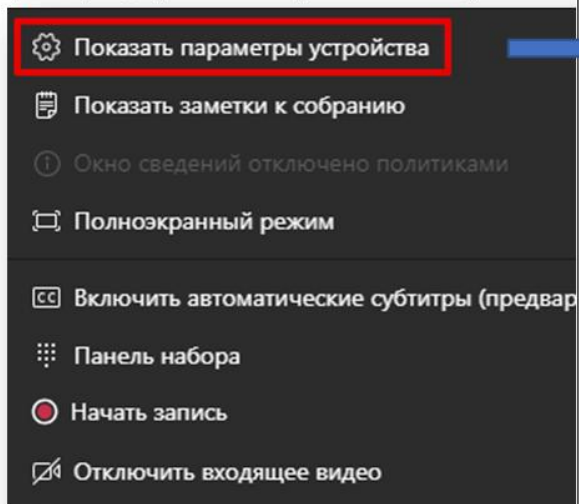 Показать параметры устройства
Показать заметки к собранию
Окно сведений отключено политиками
Полноэкранный режим
CC Включить автоматические субтитры (предвар
Панель набора
Начать запись
Отключить входящее видео